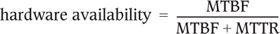 hardware availability = MTBF / (MTBF + MTTR)